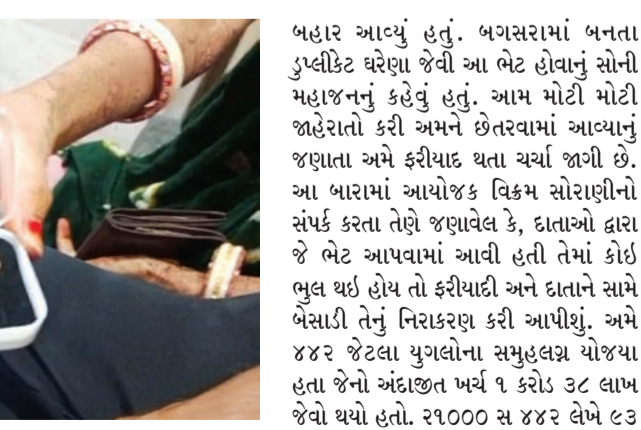 બહાર આવ્યું હતું. બગસરામાં બનતા
ડુપ્લીકેટ ઘરેણા જેવી આ ભેટ હોવાનું સોની
મહાજનનું કહેવું હતું. આમ મોટી મોટી
જાહેરાતો કરી અમને છેતરવામાં આવ્યાનું
જણાતા અમે ફરીયાદ થતા ચર્ચા જાગી છે.
આ બારામાં આયોજક વિક્રમ સોરાણીનો
સંપર્ક કરતા તેણે જણાવેલ કે, દાતાઓ દ્વારા
જે ભેટ આપવામાં આવી હતી તેમાં કોઇ
ભુલ થઇ હોય તો ફરીયાદી અને દાતાને સામે
બેસાડી તેનું નિરાકરણ કરી આપીશું. અમે
૪૪૨ જેટલા યુગલોના સમુહલગ્ન યોજયા
હતા જેનો અંદાજીત ખર્ચ ૧ કરોડ ૩૮ લાખ
જેવો થયો હતો. ૨૧૦૦૦ સ ૪૪૨ લેખે ૯૩